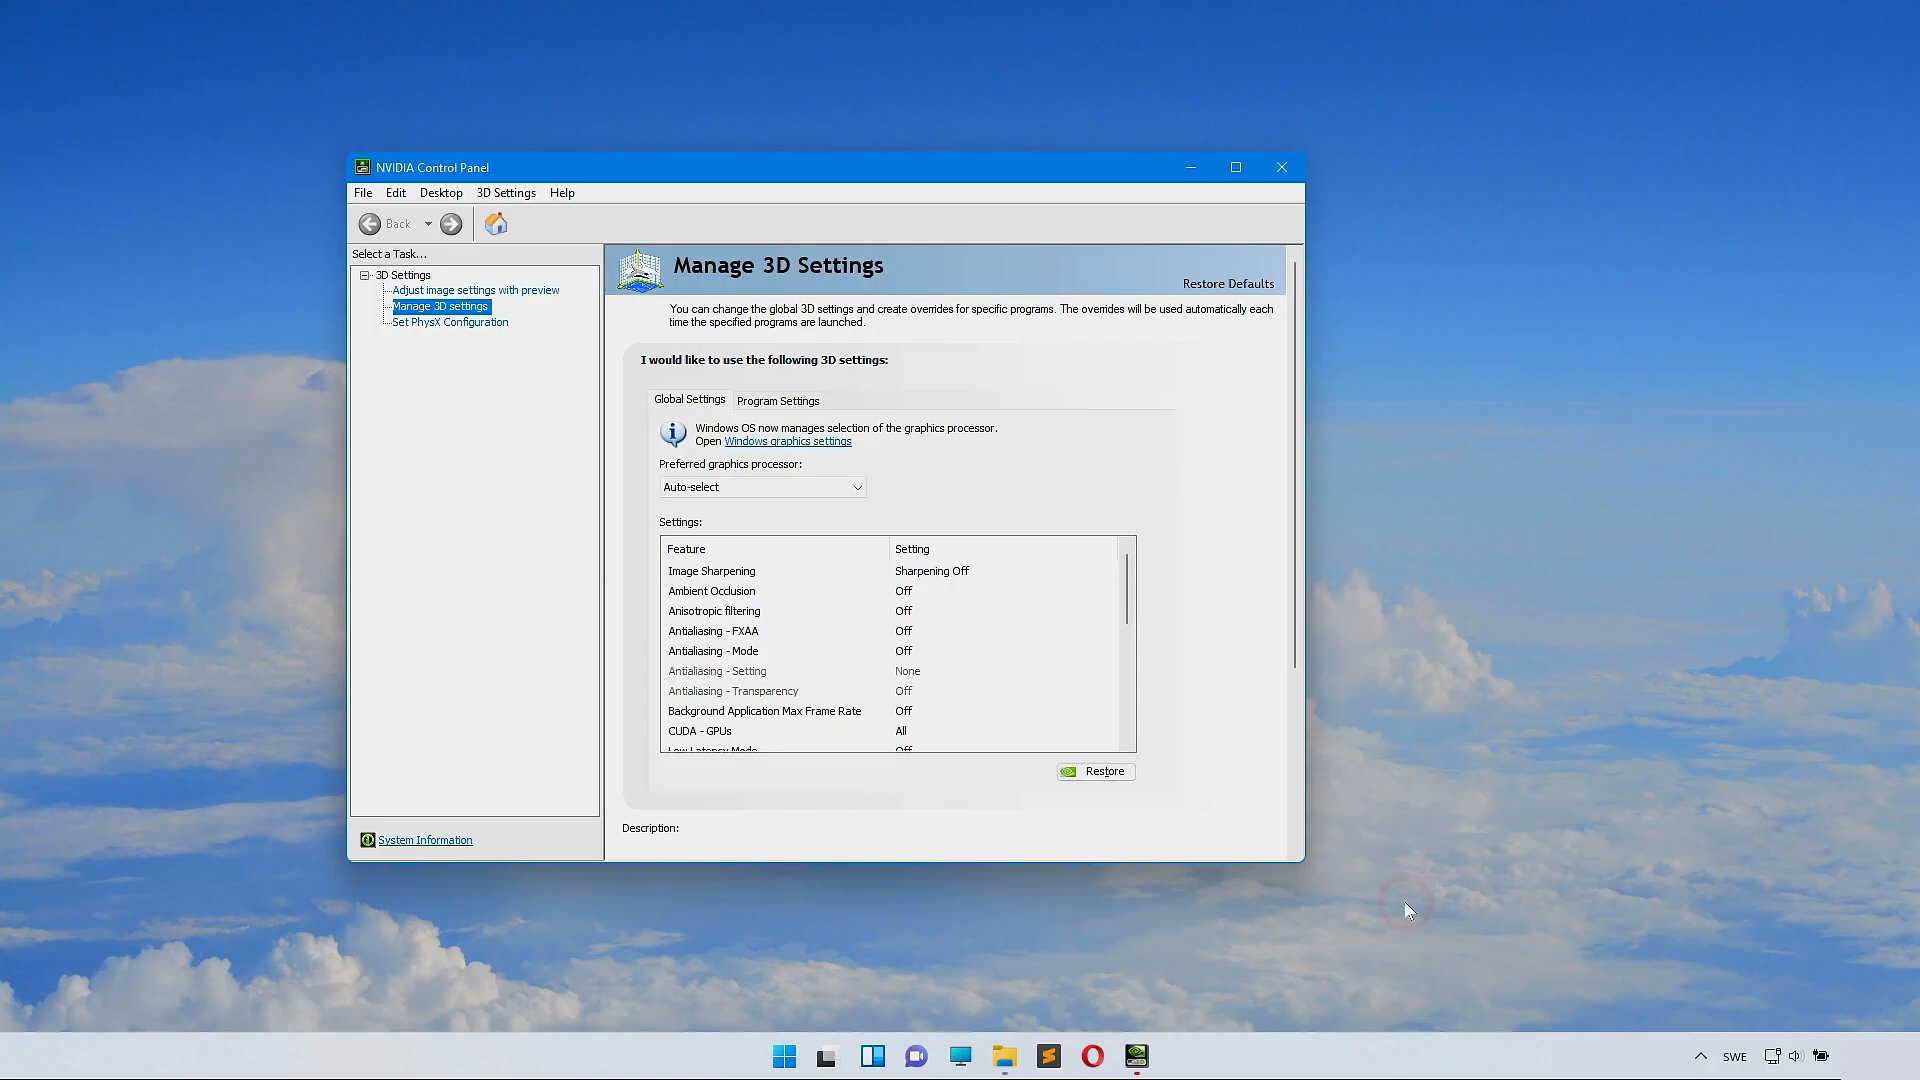 NVIDIA Control Panel
File Edit Desktop 3D Settings Help
Back
Select a Task...
3D Settings
Adjust image settings with preview
Manage 3D settings
Set PhysX Configuration
System Information
Manage 3D Settings
Restore Defaults
You can change the global 3D settings and create overrides for specific programs. The overrides will be used automatically each
time the specified programs are launched.
I would like to use the following 3D settings:
Global Settings Program Settings
Windows OS now manages selection of the graphics processor.
Open Windows graphics settings
Preferred graphics processor:
Auto-select
Settings:
Feature Setting
Image Sharpening Sharpening Off
Ambient Occlusion Off
Anisotropic filtering Off
Antialiasing - FXAA Off
Antialiasing - Mode Off
Antialiasing - Setting None
Antialiasing - Transparency Off
Background Application Max Frame Rate Off
CUDA - GPUs All
Low Latency Mode Off
Restore
Description:
SWE